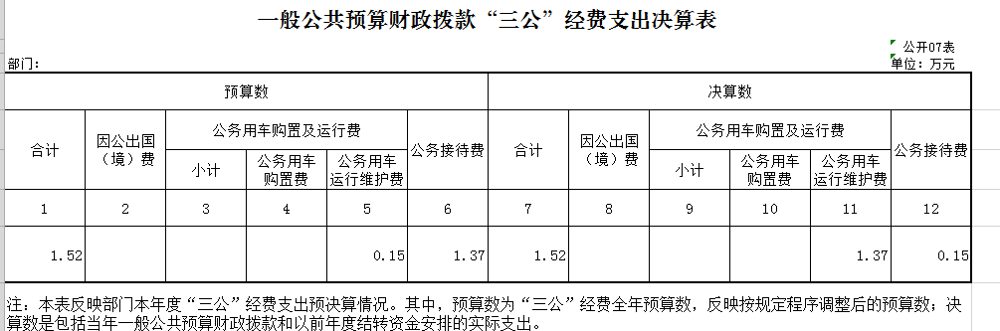 一般公共预算财政拨款“三公”经费支出决算表
公开07表
部门：
单位：万元
预算数 决算数
合计 因公出国（境）费 公务用车购置及运行费 公务接待费 合计 因公出国（境）费 公务用车购置及运行费 公务接待费
小计 公务用车购置费 公务用车运行维护费 小计 公务用车购置费 公务用车运行维护费
1 2 3 4 5 6 7 8 9 10 11 12
1.52 0.15 1.37 1.52 1.37 0.15
注：本表反映部门本年度“三公”经费支出预决算情况。其中，预算数为“三公”经费全年预算数，反映按规定程序调整后的预算数；决
算数是包括当年一般公共预算财政拨款和以前年度结转资金安排的实际支出。